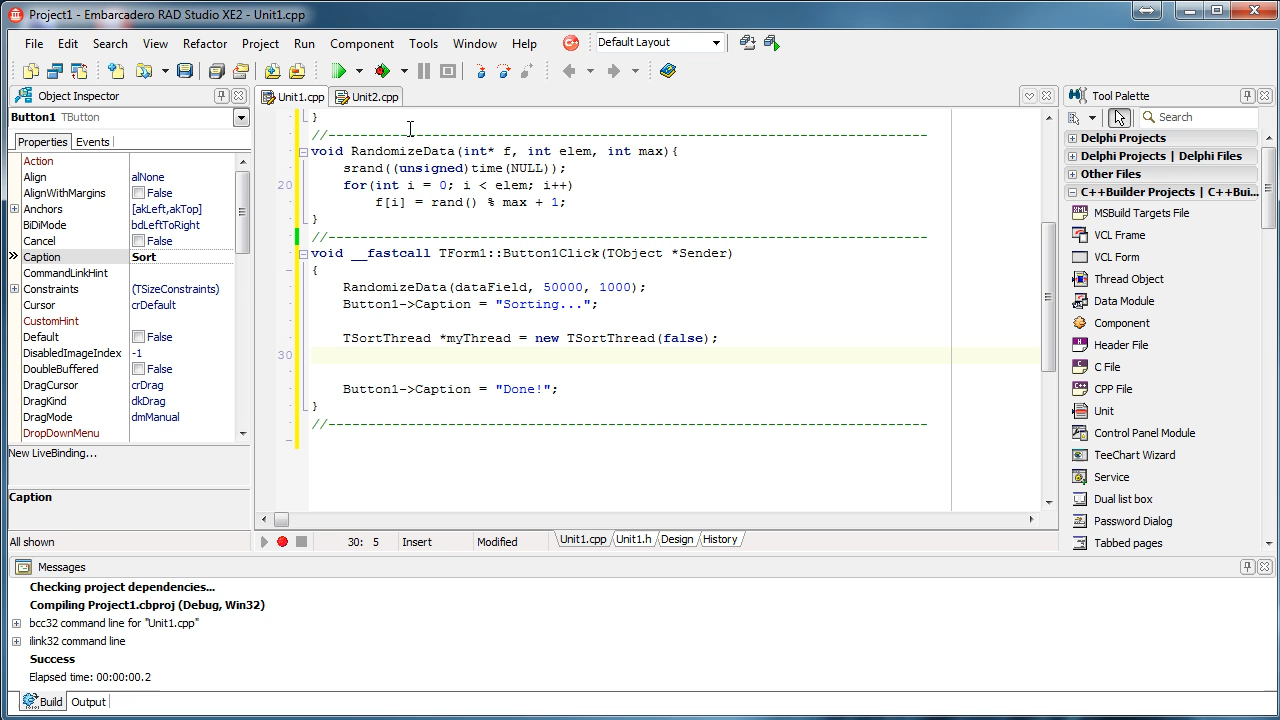 Project1 - Embarcadero RAD Studio XE2 - Unit1.cpp
File Edit Search View Refactor Project Run Component Tools Window Help Default Layout
Object Inspector
Button1 TButton
Properties Events
Action
Align alNone
AlignWithMargins False
Anchors [akLeft,akTop]
BiDiMode bdLeftToRight
Cancel False
Caption Sort
CommandLinkHint
Constraints (TSizeConstraints)
Cursor crDefault
CustomHint
Default False
DisabledImageIndex -1
DoubleBuffered False
DragCursor crDrag
DragKind dkDrag
DragMode dmManual
DropDownMenu
New LiveBinding...
Caption
All shown
Unit1.cpp Unit2.cpp
}
//---------------------------------------------------------------------------
void RandomizeData(int* f, int elem, int max){
srand((unsigned)time(NULL));
20 for(int i = 0; i < elem; i++)
f[i] = rand() % max + 1;
}
//---------------------------------------------------------------------------
void __fastcall TForm1::Button1Click(TObject *Sender)
{
RandomizeData(dataField, 50000, 1000);
Button1->Caption = "Sorting...";
TSortThread *myThread = new TSortThread(false);
30
Button1->Caption = "Done!";
}
//---------------------------------------------------------------------------
30: 5 Insert Modified Unit1.cpp Unit1.h Design History
Tool Palette
Search
Delphi Projects
Delphi Projects | Delphi Files
Other Files
C++Builder Projects | C++Bui...
MSBuild Targets File
VCL Frame
VCL Form
Thread Object
Data Module
Component
Header File
C File
CPP File
Unit
Control Panel Module
TeeChart Wizard
Service
Dual list box
Password Dialog
Tabbed pages
Messages
Checking project dependencies...
Compiling Project1.cbproj (Debug, Win32)
bcc32 command line for "Unit1.cpp"
ilink32 command line
Success
Elapsed time: 00:00:00.2
Build Output